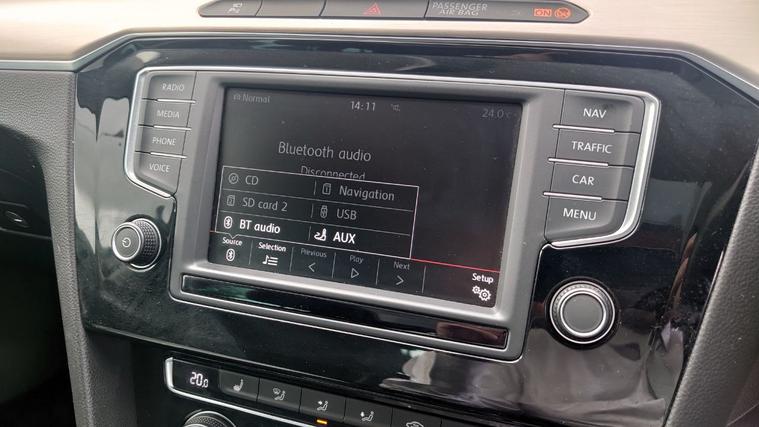 PASSENGER
AIR BAG
ON
RADIO
MEDIA
PHONE
VOICE
Normal
14:11
24.0°C
Bluetooth audio
Disconnected
CD
Navigation
SD card 2
USB
BT audio
AUX
Source
Selection
Previous
Play
Next
Setup
NAV
TRAFFIC
CAR
MENU
20.0